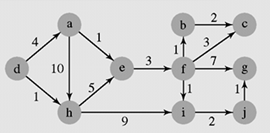 a b 2 c
4 1 1 3
d 10 e 3 f 7 g
1 5 1 1
h 9 i 2 j